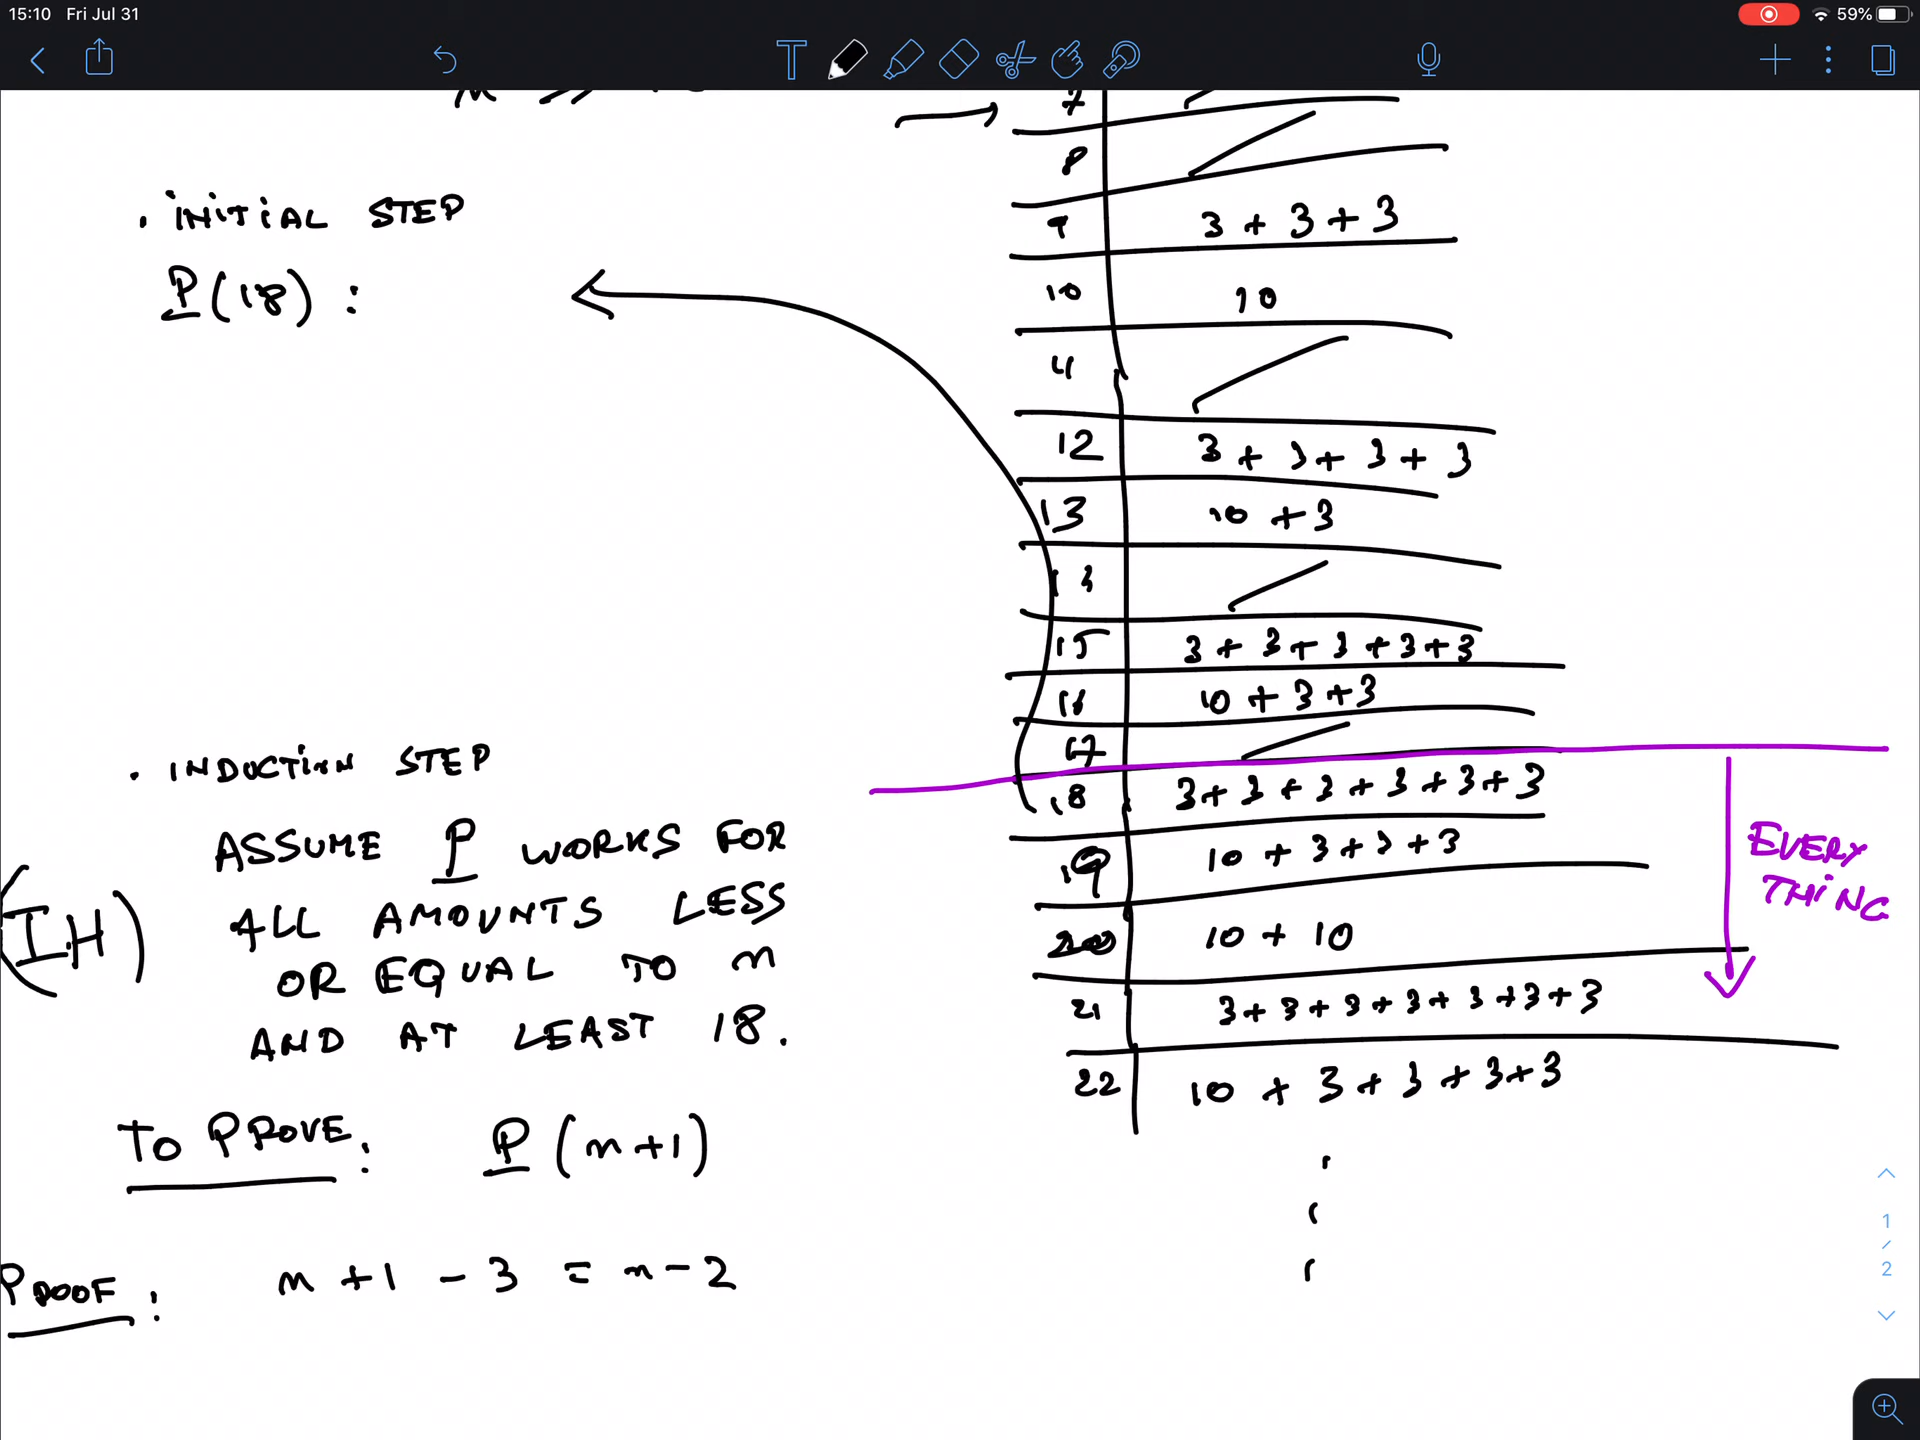 15:10 Fri Jul 31
59%
T
7
8
9 3 + 3 + 3
10 10
11
12 3 + 3 + 3 + 3
13 10 + 3
15 3 + 3 + 3 + 3 + 3
16 10 + 3 + 3
17
18 3 + 3 + 3 + 3 + 3 + 3
19 10 + 3 + 3 + 3
20 10 + 10
21 3 + 3 + 3 + 3 + 3 + 3 + 3
22 10 + 3 + 3 + 3 + 3
EVERY
THING
. INITIAL STEP
P(18) :
. INDUCTION STEP
(IH)
ASSUME P WORKS FOR
ALL AMOUNTS LESS
OR EQUAL TO n
AND AT LEAST 18.
TO PROVE: P(n+1)
PROOF: n + 1 - 3 = n - 2
1
/
2